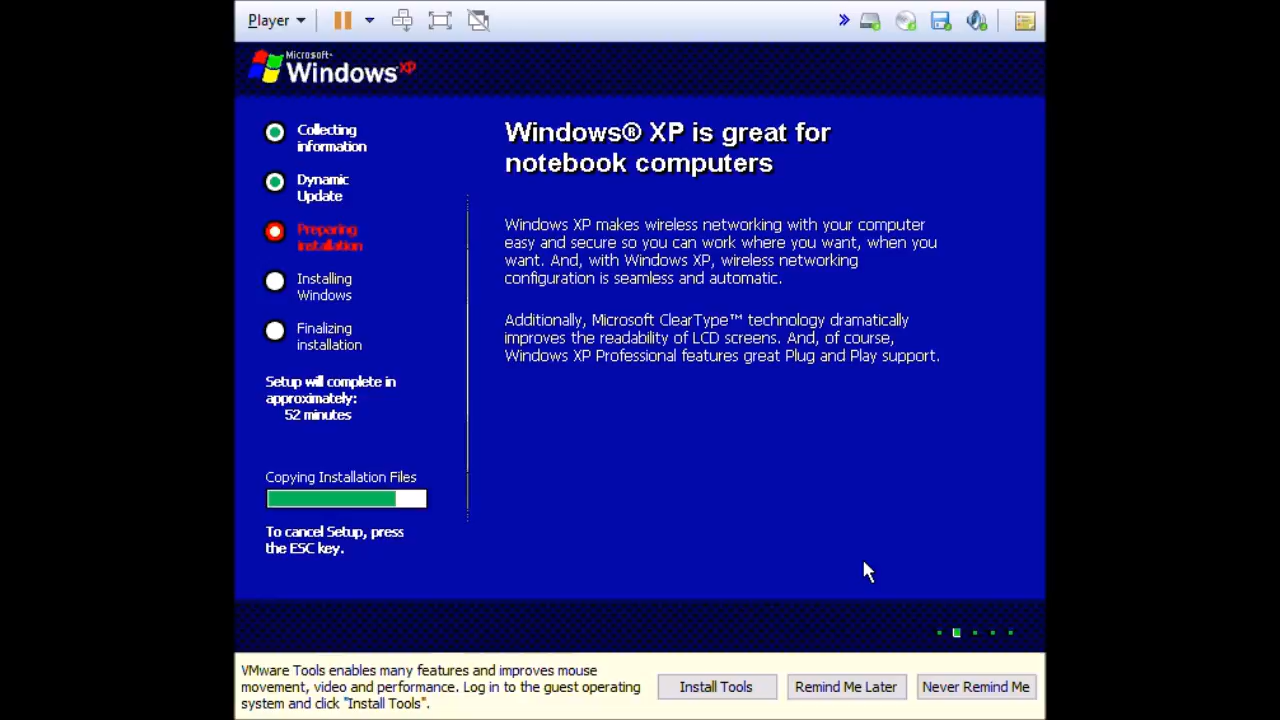 Player
Microsoft®
Windows xp
Collecting
information
Dynamic
Update
Preparing
installation
Installing
Windows
Finalizing
installation
Setup will complete in
approximately:
52 minutes
Copying Installation Files
To cancel Setup, press
the ESC key.
Windows® XP is great for
notebook computers
Windows XP makes wireless networking with your computer
easy and secure so you can work where you want, when you
want. And, with Windows XP, wireless networking
configuration is seamless and automatic.
Additionally, Microsoft ClearType™ technology dramatically
improves the readability of LCD screens. And, of course,
Windows XP Professional features great Plug and Play support.
VMware Tools enables many features and improves mouse
movement, video and performance. Log in to the guest operating
system and click "Install Tools".
Install Tools
Remind Me Later
Never Remind Me